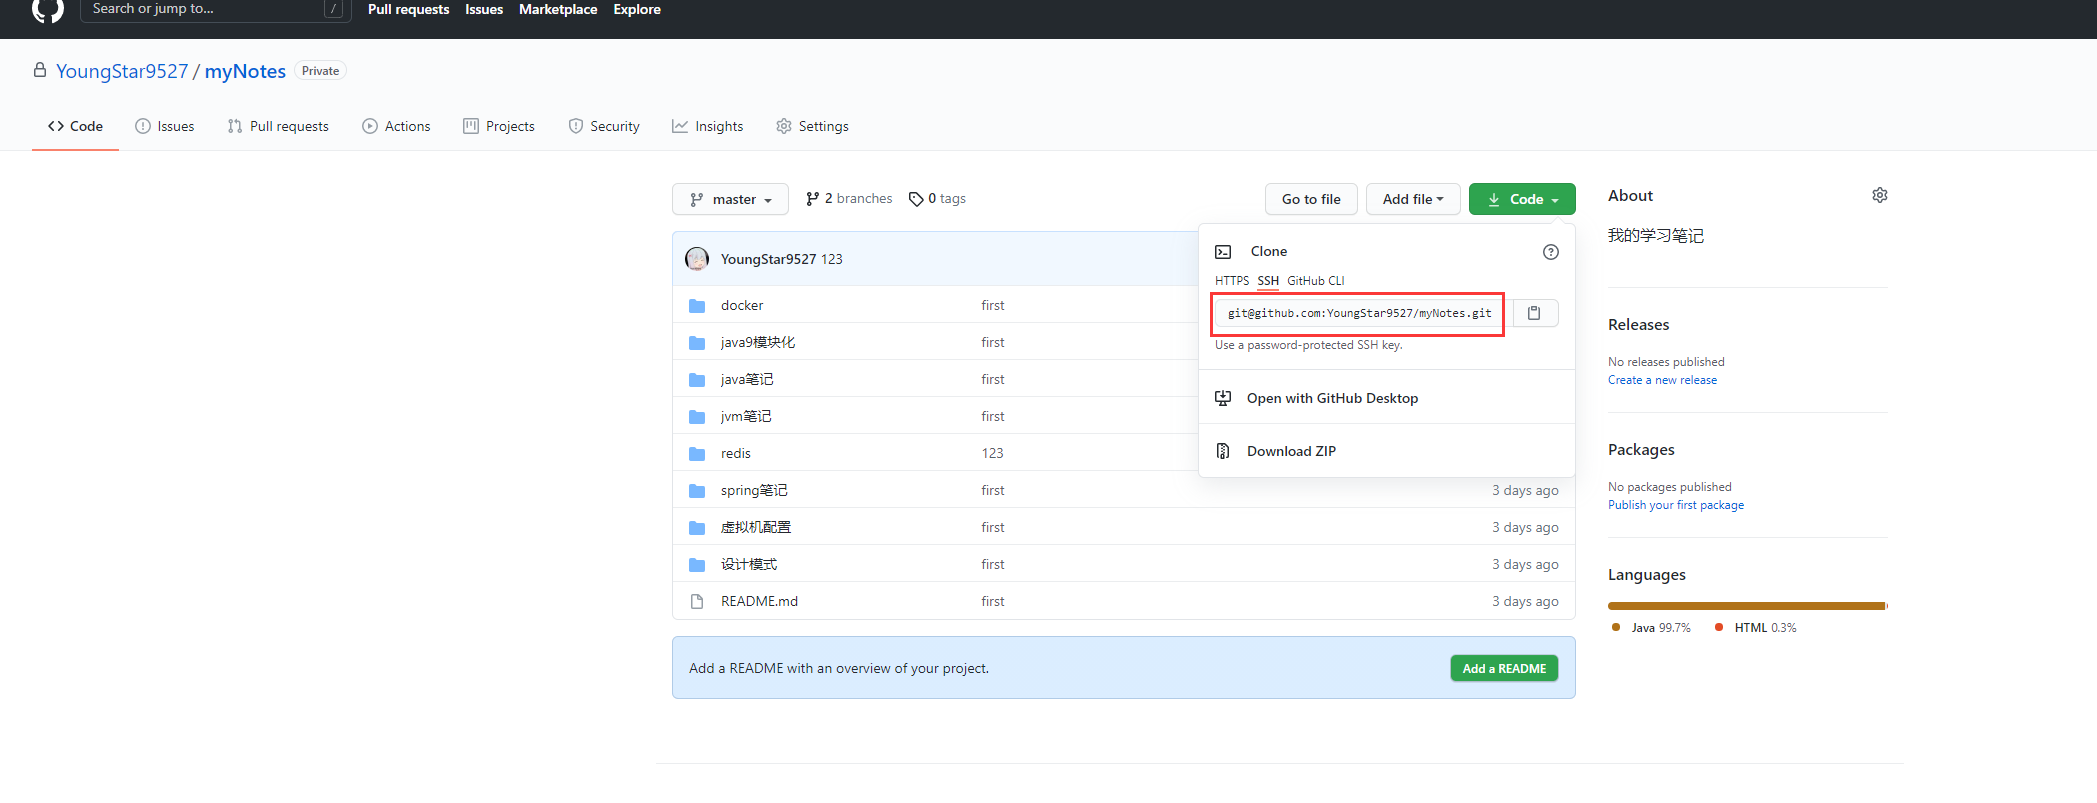 Search or jump to... / Pull requests Issues Marketplace Explore
YoungStar9527 / myNotes Private
Code Issues Pull requests Actions Projects Security Insights Settings
master 2 branches 0 tags Go to file Add file Code
YoungStar9527 123
docker first
java9模块化 first
java笔记 first
jvm笔记 first
redis 123
spring笔记 first 3 days ago
虚拟机配置 first 3 days ago
设计模式 first 3 days ago
README.md first 3 days ago
Add a README with an overview of your project. Add a README
Clone
HTTPS SSH GitHub CLI
git@github.com:YoungStar9527/myNotes.git
Use a password-protected SSH key.
Open with GitHub Desktop
Download ZIP
About
我的学习笔记
Releases
No releases published
Create a new release
Packages
No packages published
Publish your first package
Languages
Java 99.7% HTML 0.3%